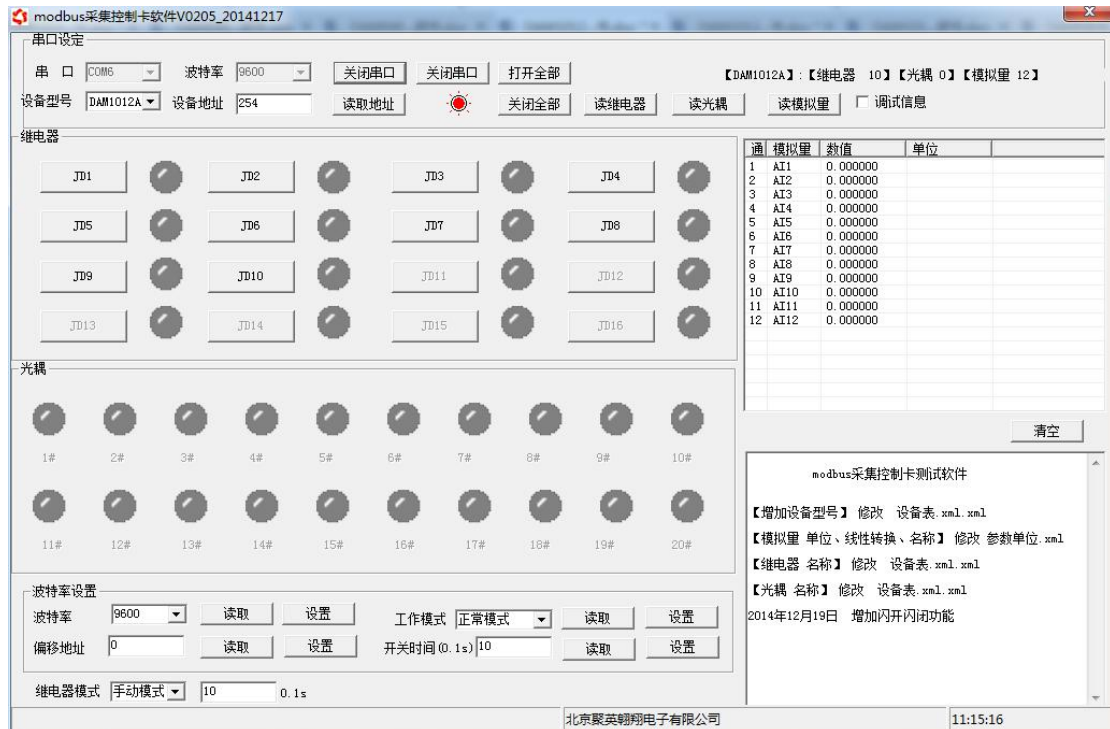 modbus采集控制卡软件V0205_20141217
串口设定
串 口 COM6 波特率 9600 关闭串口 关闭串口 打开全部 【DAM1012A】:【继电器 10】【光耦 0】【模拟量 12】
设备型号 DAM1012A 设备地址 254 读取地址 关闭全部 读继电器 读光耦 读模拟量 调试信息
继电器
JD1 JD2 JD3 JD4
JD5 JD6 JD7 JD8
JD9 JD10 JD11 JD12
JD13 JD14 JD15 JD16
通 模拟量 数值 单位
1 AI1 0.000000
2 AI2 0.000000
3 AI3 0.000000
4 AI4 0.000000
5 AI5 0.000000
6 AI6 0.000000
7 AI7 0.000000
8 AI8 0.000000
9 AI9 0.000000
10 AI10 0.000000
11 AI11 0.000000
12 AI12 0.000000
清空
光耦
1# 2# 3# 4# 5# 6# 7# 8# 9# 10#
11# 12# 13# 14# 15# 16# 17# 18# 19# 20#
modbus采集控制卡测试软件
【增加设备型号】 修改 设备表.xml.xml
【模拟量 单位、线性转换、名称】 修改 参数单位.xml
【继电器 名称】 修改 设备表.xml.xml
【光耦 名称】 修改 设备表.xml.xml
2014年12月19日 增加闪开闪闭功能
波特率设置
波特率 9600 读取 设置 工作模式 正常模式 读取 设置
偏移地址 0 读取 设置 开关时间(0.1s) 10 读取 设置
继电器模式 手动模式 10 0.1s
北京聚英翱翔电子有限公司 11:15:16